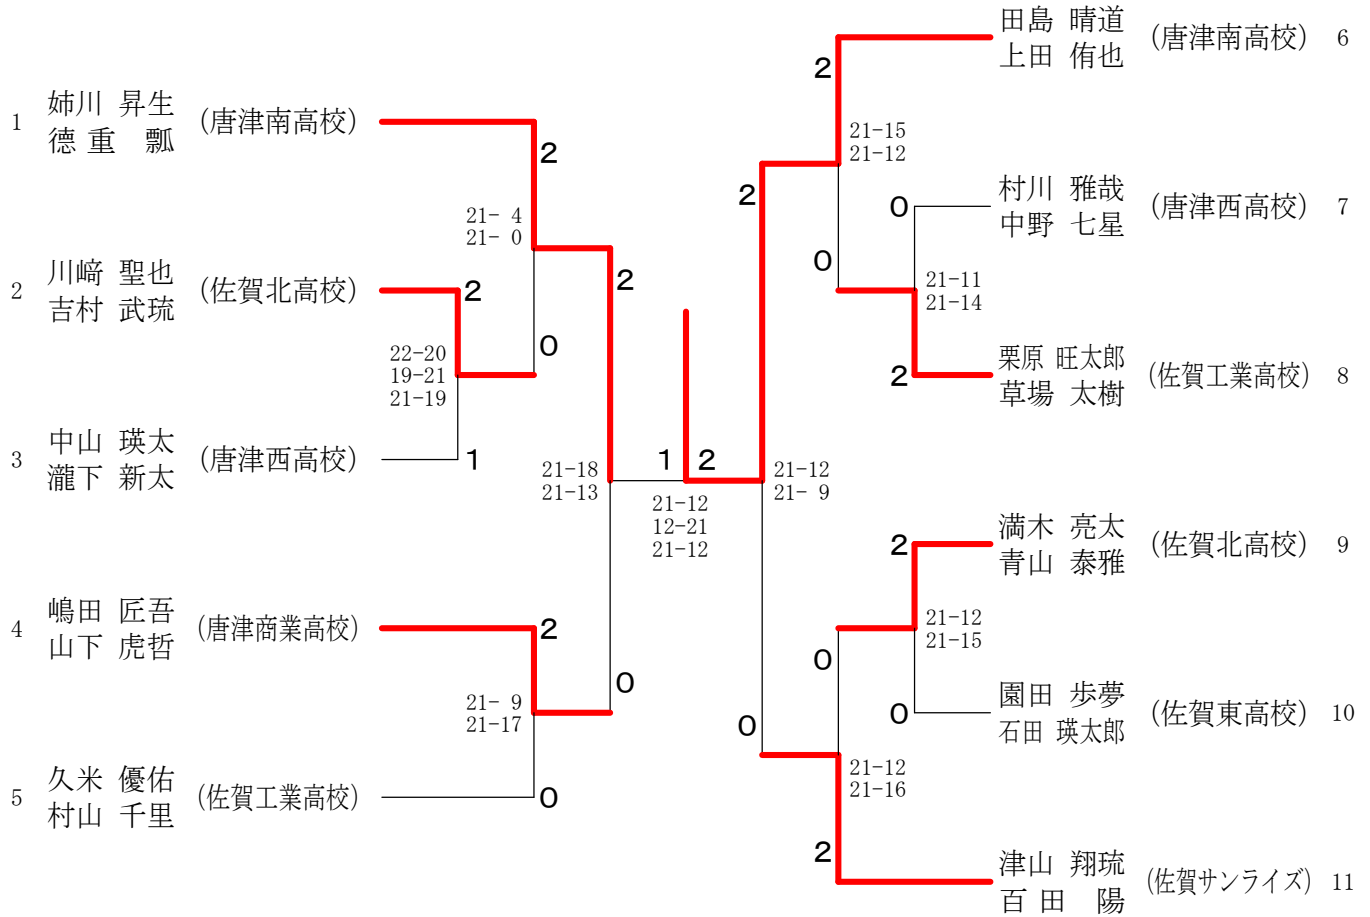 1 姉川 昇生 (唐津南高校)
德重 瓢
2
21- 4
21- 0
2 川﨑 聖也 (佐賀北高校)
吉村 武琉
2
2
0
22-20
19-21
21-19
3 中山 瑛太 (唐津西高校)
瀧下 新太
1
21-18
21-13
1 2
21-12
12-21
21-12
4 嶋田 匠吾 (唐津商業高校)
山下 虎哲
2
0
21- 9
21-17
5 久米 優佑 (佐賀工業高校)
村山 千里
0
田島 晴道 (唐津南高校) 6
上田 侑也
2
21-15
21-12
2
村川 雅哉 (唐津西高校) 7
中野 七星
0
0
21-11
21-14
栗原 旺太郎 (佐賀工業高校) 8
草場 太樹
2
21-12
21- 9
満木 亮太 (佐賀北高校) 9
青山 泰雅
2
21-12
21-15
0
園田 歩夢 (佐賀東高校) 10
石田 瑛太郎
0
0
21-12
21-16
2
津山 翔琉 (佐賀サンライズ) 11
百田 陽